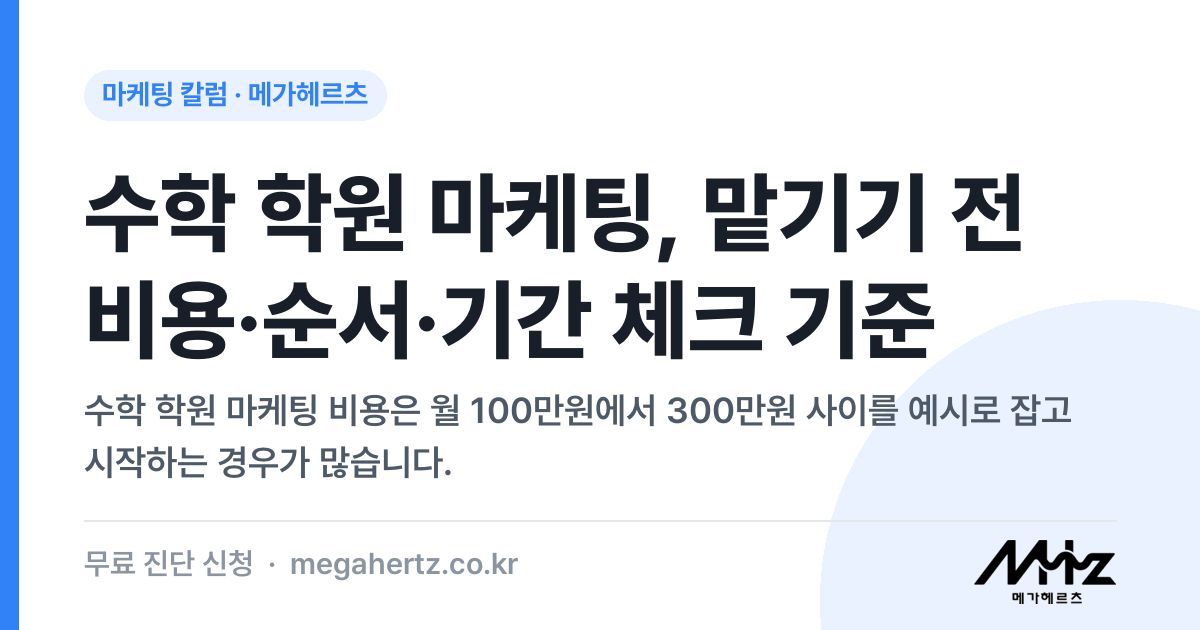 마케팅 칼럼 · 메가헤르츠
수학 학원 마케팅, 맡기기 전
비용·순서·기간 체크 기준
수학 학원 마케팅 비용은 월 100만원에서 300만원 사이를 예시로 잡고
시작하는 경우가 많습니다.
무료 진단 신청 · megahertz.co.kr
MHz
메가헤르츠